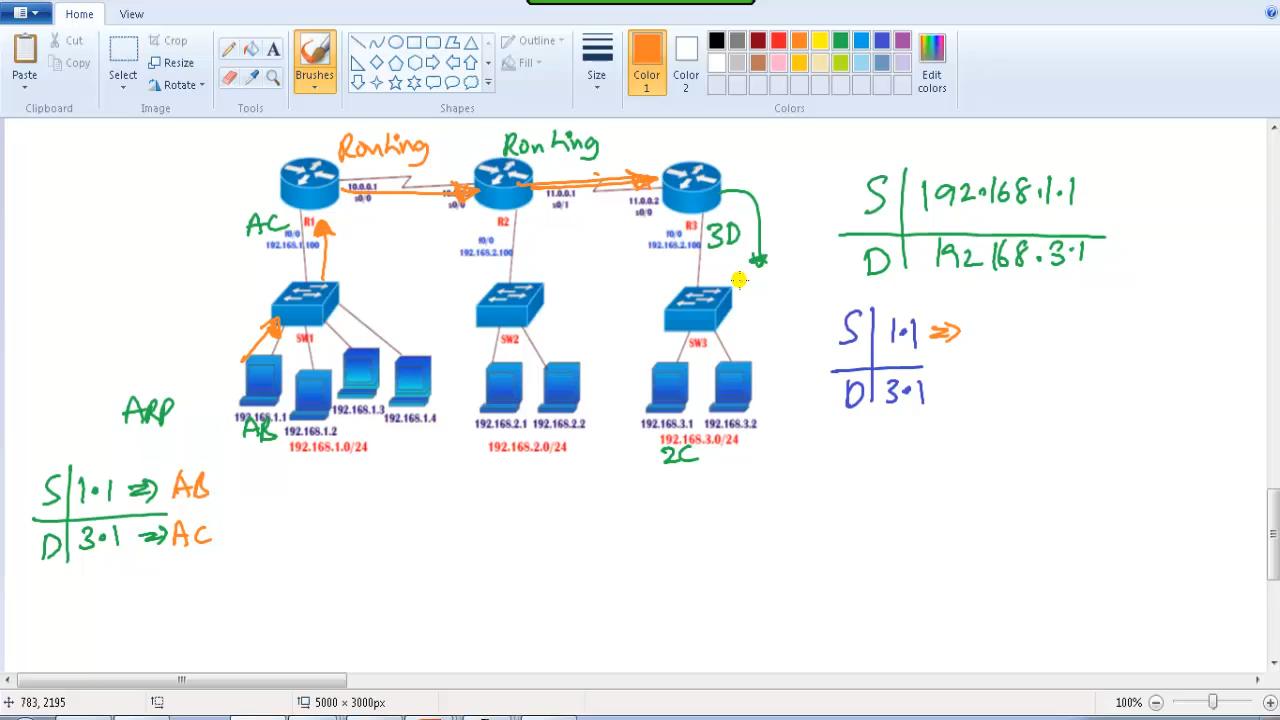 Home
View
Paste
Cut
Copy
Clipboard
Select
Crop
Resize
Rotate
Image
A
Tools
Brushes
Outline
Fill
Shapes
Size
Color
1
Color
2
Edit
colors
Colors
Routing
Routing
10.0.0.1
s0/0
11.0.0.1
s0/1
11.0.0.2
s0/0
AC
R1
R2
R3
f0/0
192.168.1.100
f0/0
192.168.2.100
f0/0
192.168.2.100
3D
S 192.168.1.1
D 192168.3.1
SW1
SW2
SW3
S 1.1 ⇒
D 3.1
192.168.1.1
192.168.1.2
192.168.1.3
192.168.1.4
192.168.2.1
192.168.2.2
192.168.3.1
192.168.3.2
ARP
AB
192.168.1.0/24
192.168.2.0/24
192.168.3.0/24
2C
S 1.1 ⇒ AB
D 3.1 ⇒ AC
783, 2195
5000 × 3000px
100%